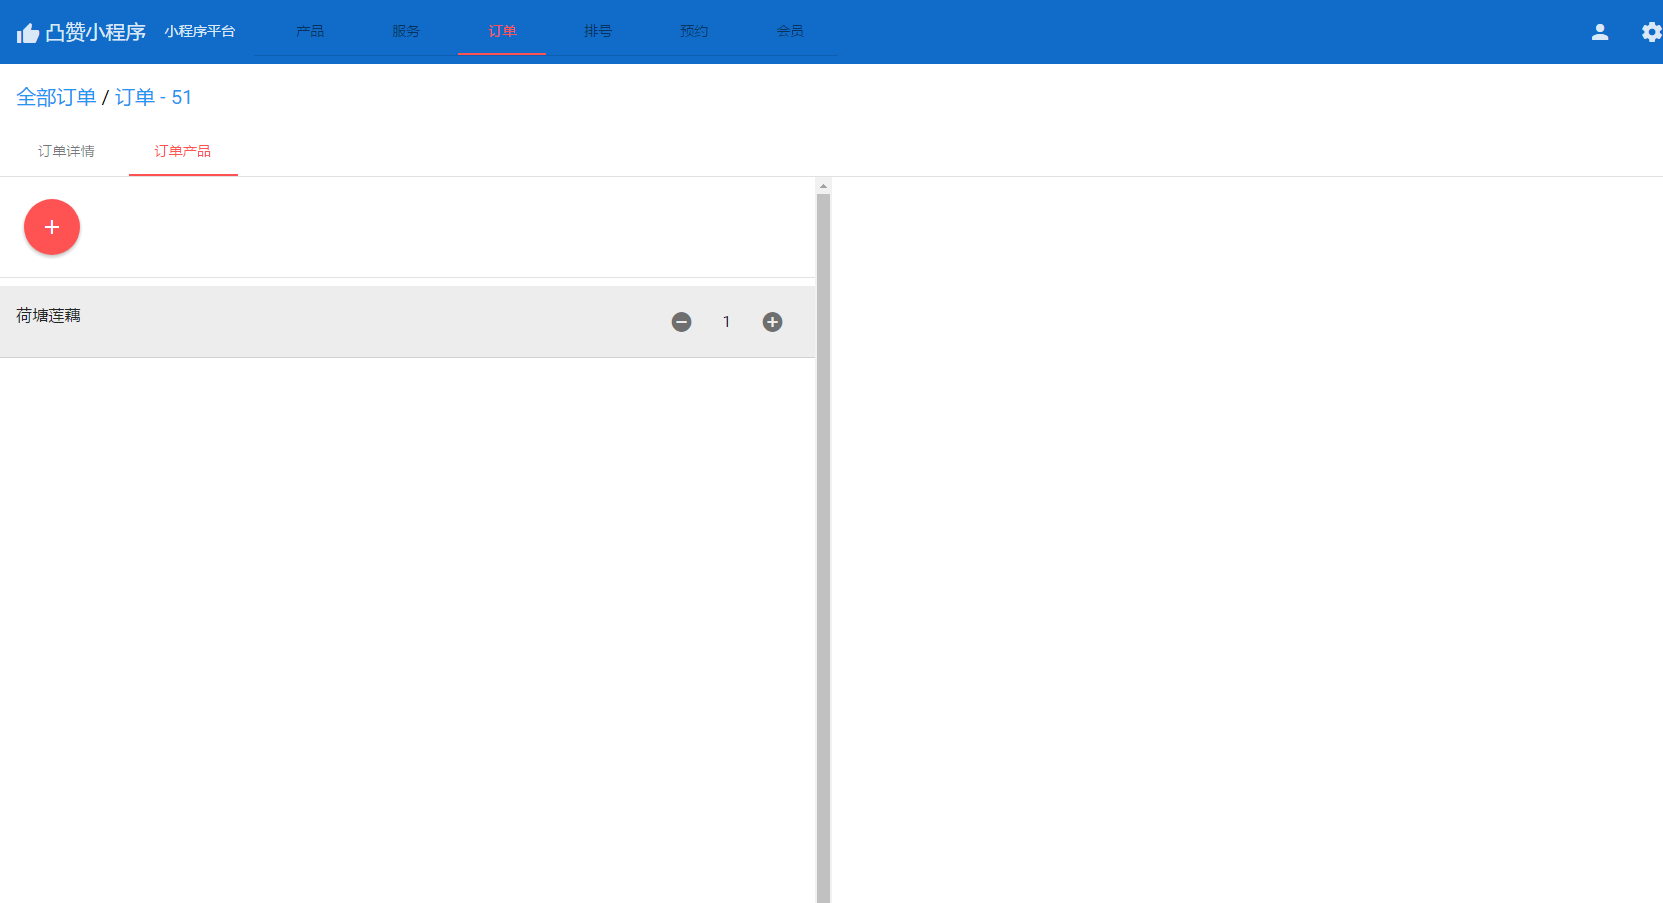 凸赞小程序 小程序平台 产品 服务 订单 排号 预约 会员
全部订单 / 订单 - 51
订单详情 订单产品
荷塘莲藕 1